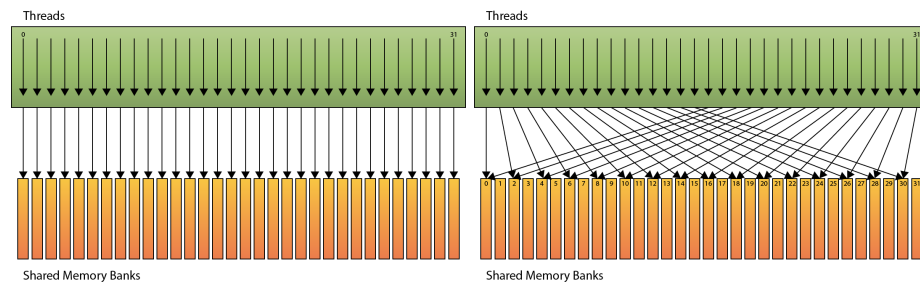 Threads
0 31
Shared Memory Banks
Threads
0 31
0 1 2 3 4 5 6 7 8 9 10 11 12 13 14 15 16 17 18 19 20 21 22 23 24 25 26 27 28 29 30 31
Shared Memory Banks